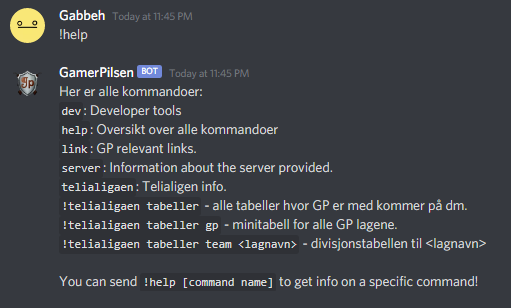 Gabbeh Today at 11:45 PM
!help
GamerPilsen BOT Today at 11:45 PM
Her er alle kommandoer:
dev: Developer tools
help: Oversikt over alle kommandoer
link: GP relevant links.
server: Information about the server provided.
telialigaen: Telialigen info.
!telialigaen tabeller - alle tabeller hvor GP er med kommer på dm.
!telialigaen tabeller gp - minitabell for alle GP lagene.
!telialigaen tabeller team <lagnavn> - divisjonstabellen til <lagnavn>
You can send !help [command name] to get info on a specific command!